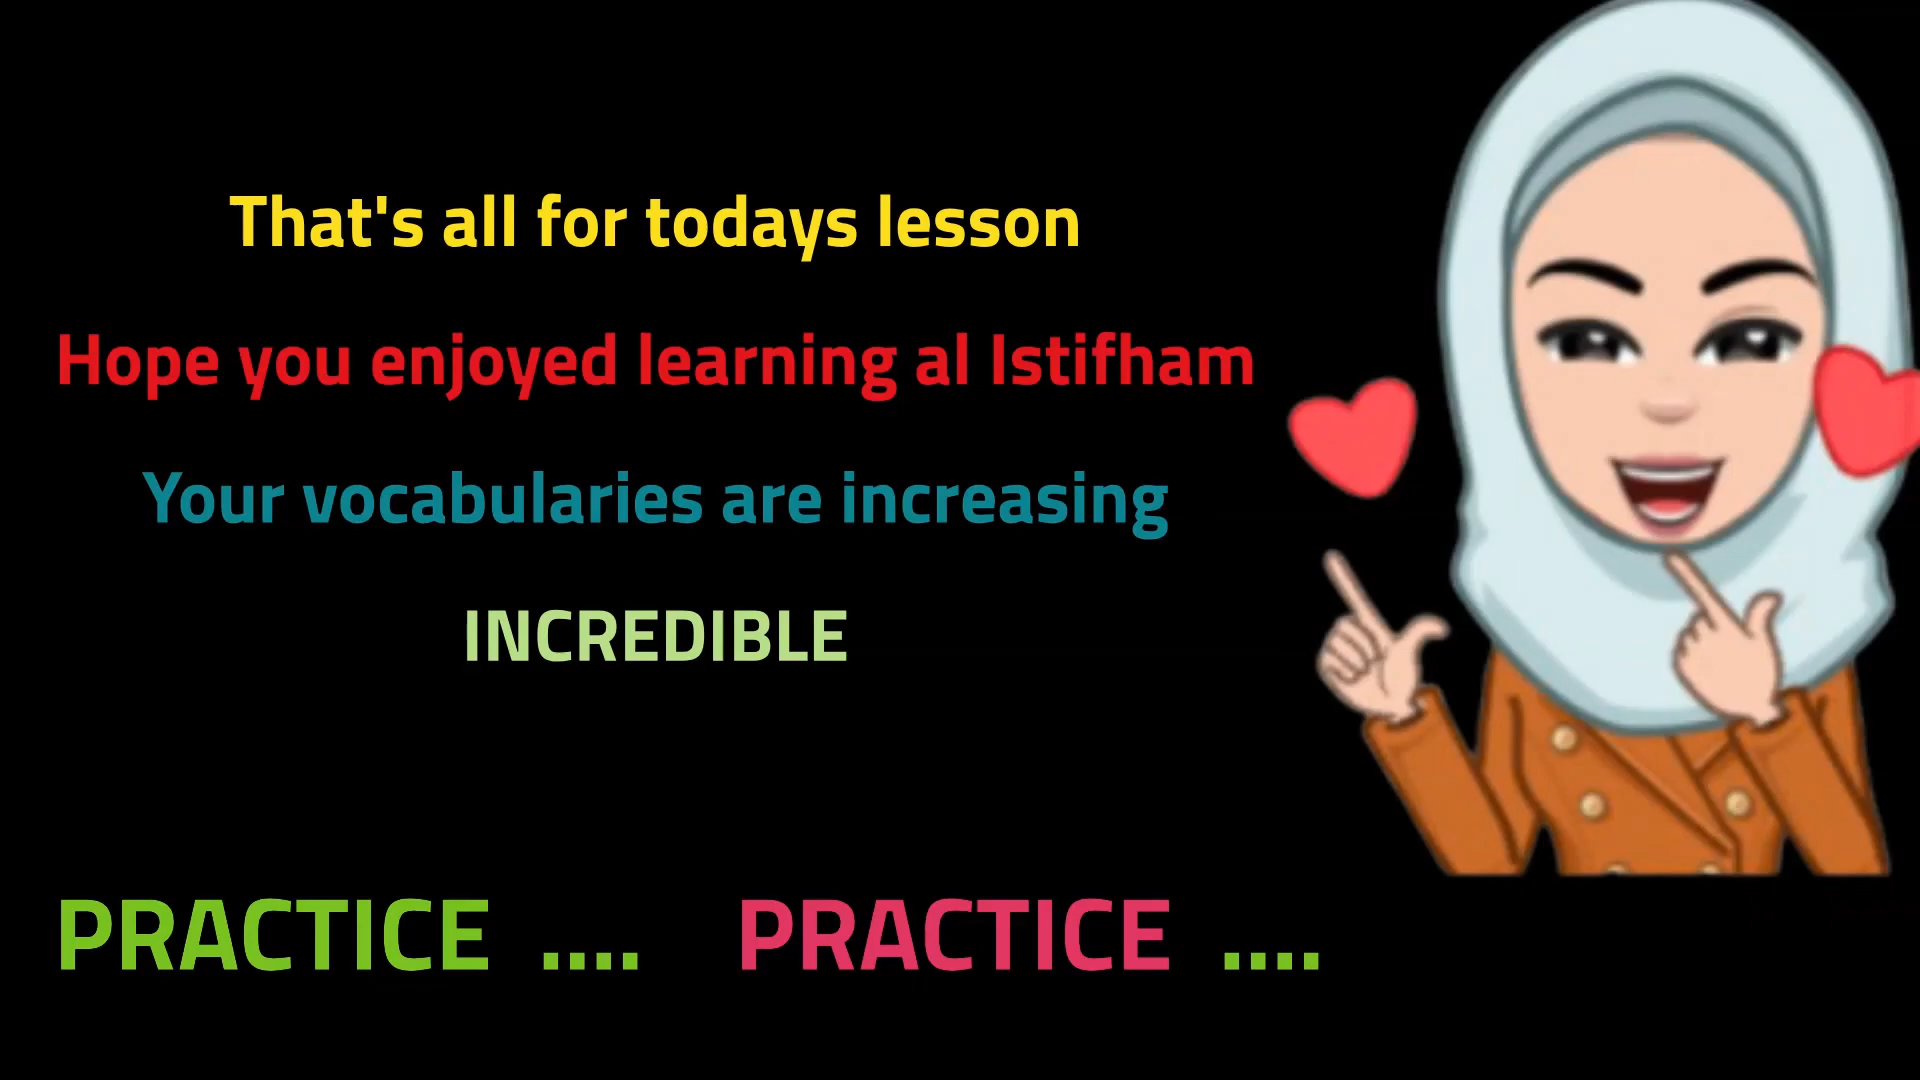 That's all for todays lesson
Hope you enjoyed learning al Istifham
Your vocabularies are increasing
INCREDIBLE
PRACTICE .... PRACTICE ....